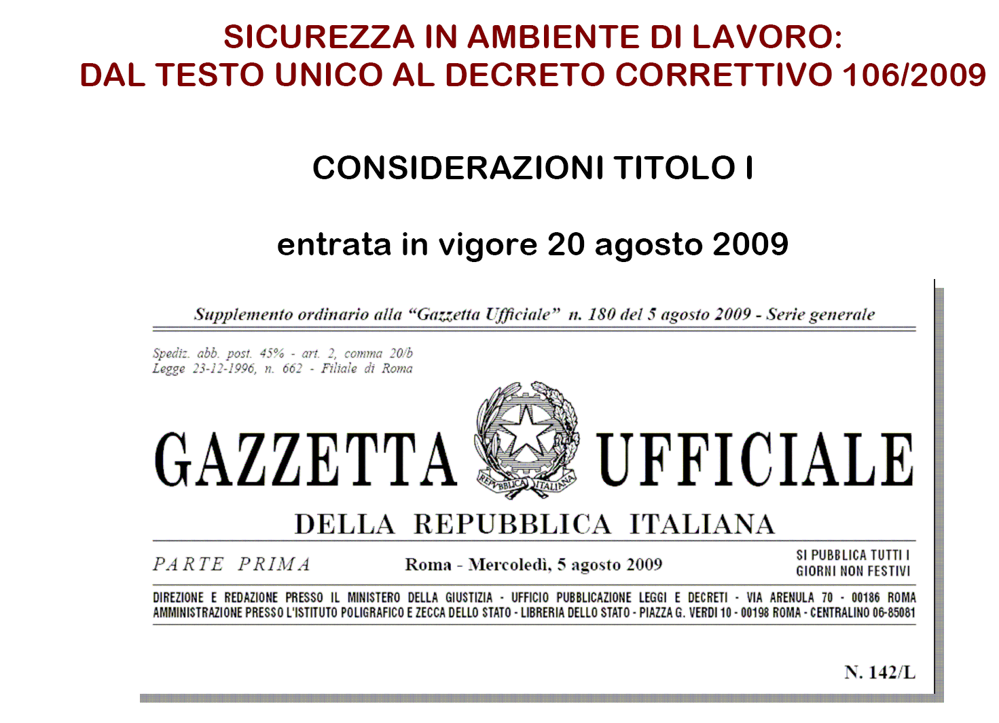 SICUREZZA IN AMBIENTE DI LAVORO:
DAL TESTO UNICO AL DECRETO CORRETTIVO 106/2009
CONSIDERAZIONI TITOLO I
entrata in vigore 20 agosto 2009
Supplemento ordinario alla “Gazzetta Ufficiale” n. 180 del 5 agosto 2009 - Serie generale
Spediz. abb. post. 45% - art. 2, comma 20/b
Legge 23-12-1996, n. 662 - Filiale di Roma
GAZZETTA UFFICIALE
REPVBBLICA ITALIANA
DELLA REPUBBLICA ITALIANA
PARTE PRIMA
Roma - Mercoledì, 5 agosto 2009
SI PUBBLICA TUTTI I
GIORNI NON FESTIVI
DIREZIONE E REDAZIONE PRESSO IL MINISTERO DELLA GIUSTIZIA - UFFICIO PUBBLICAZIONE LEGGI E DECRETI - VIA ARENULA 70 - 00186 ROMA
AMMINISTRAZIONE PRESSO L'ISTITUTO POLIGRAFICO E ZECCA DELLO STATO - LIBRERIA DELLO STATO - PIAZZA G. VERDI 10 - 00198 ROMA - CENTRALINO 06-85081
N. 142/L